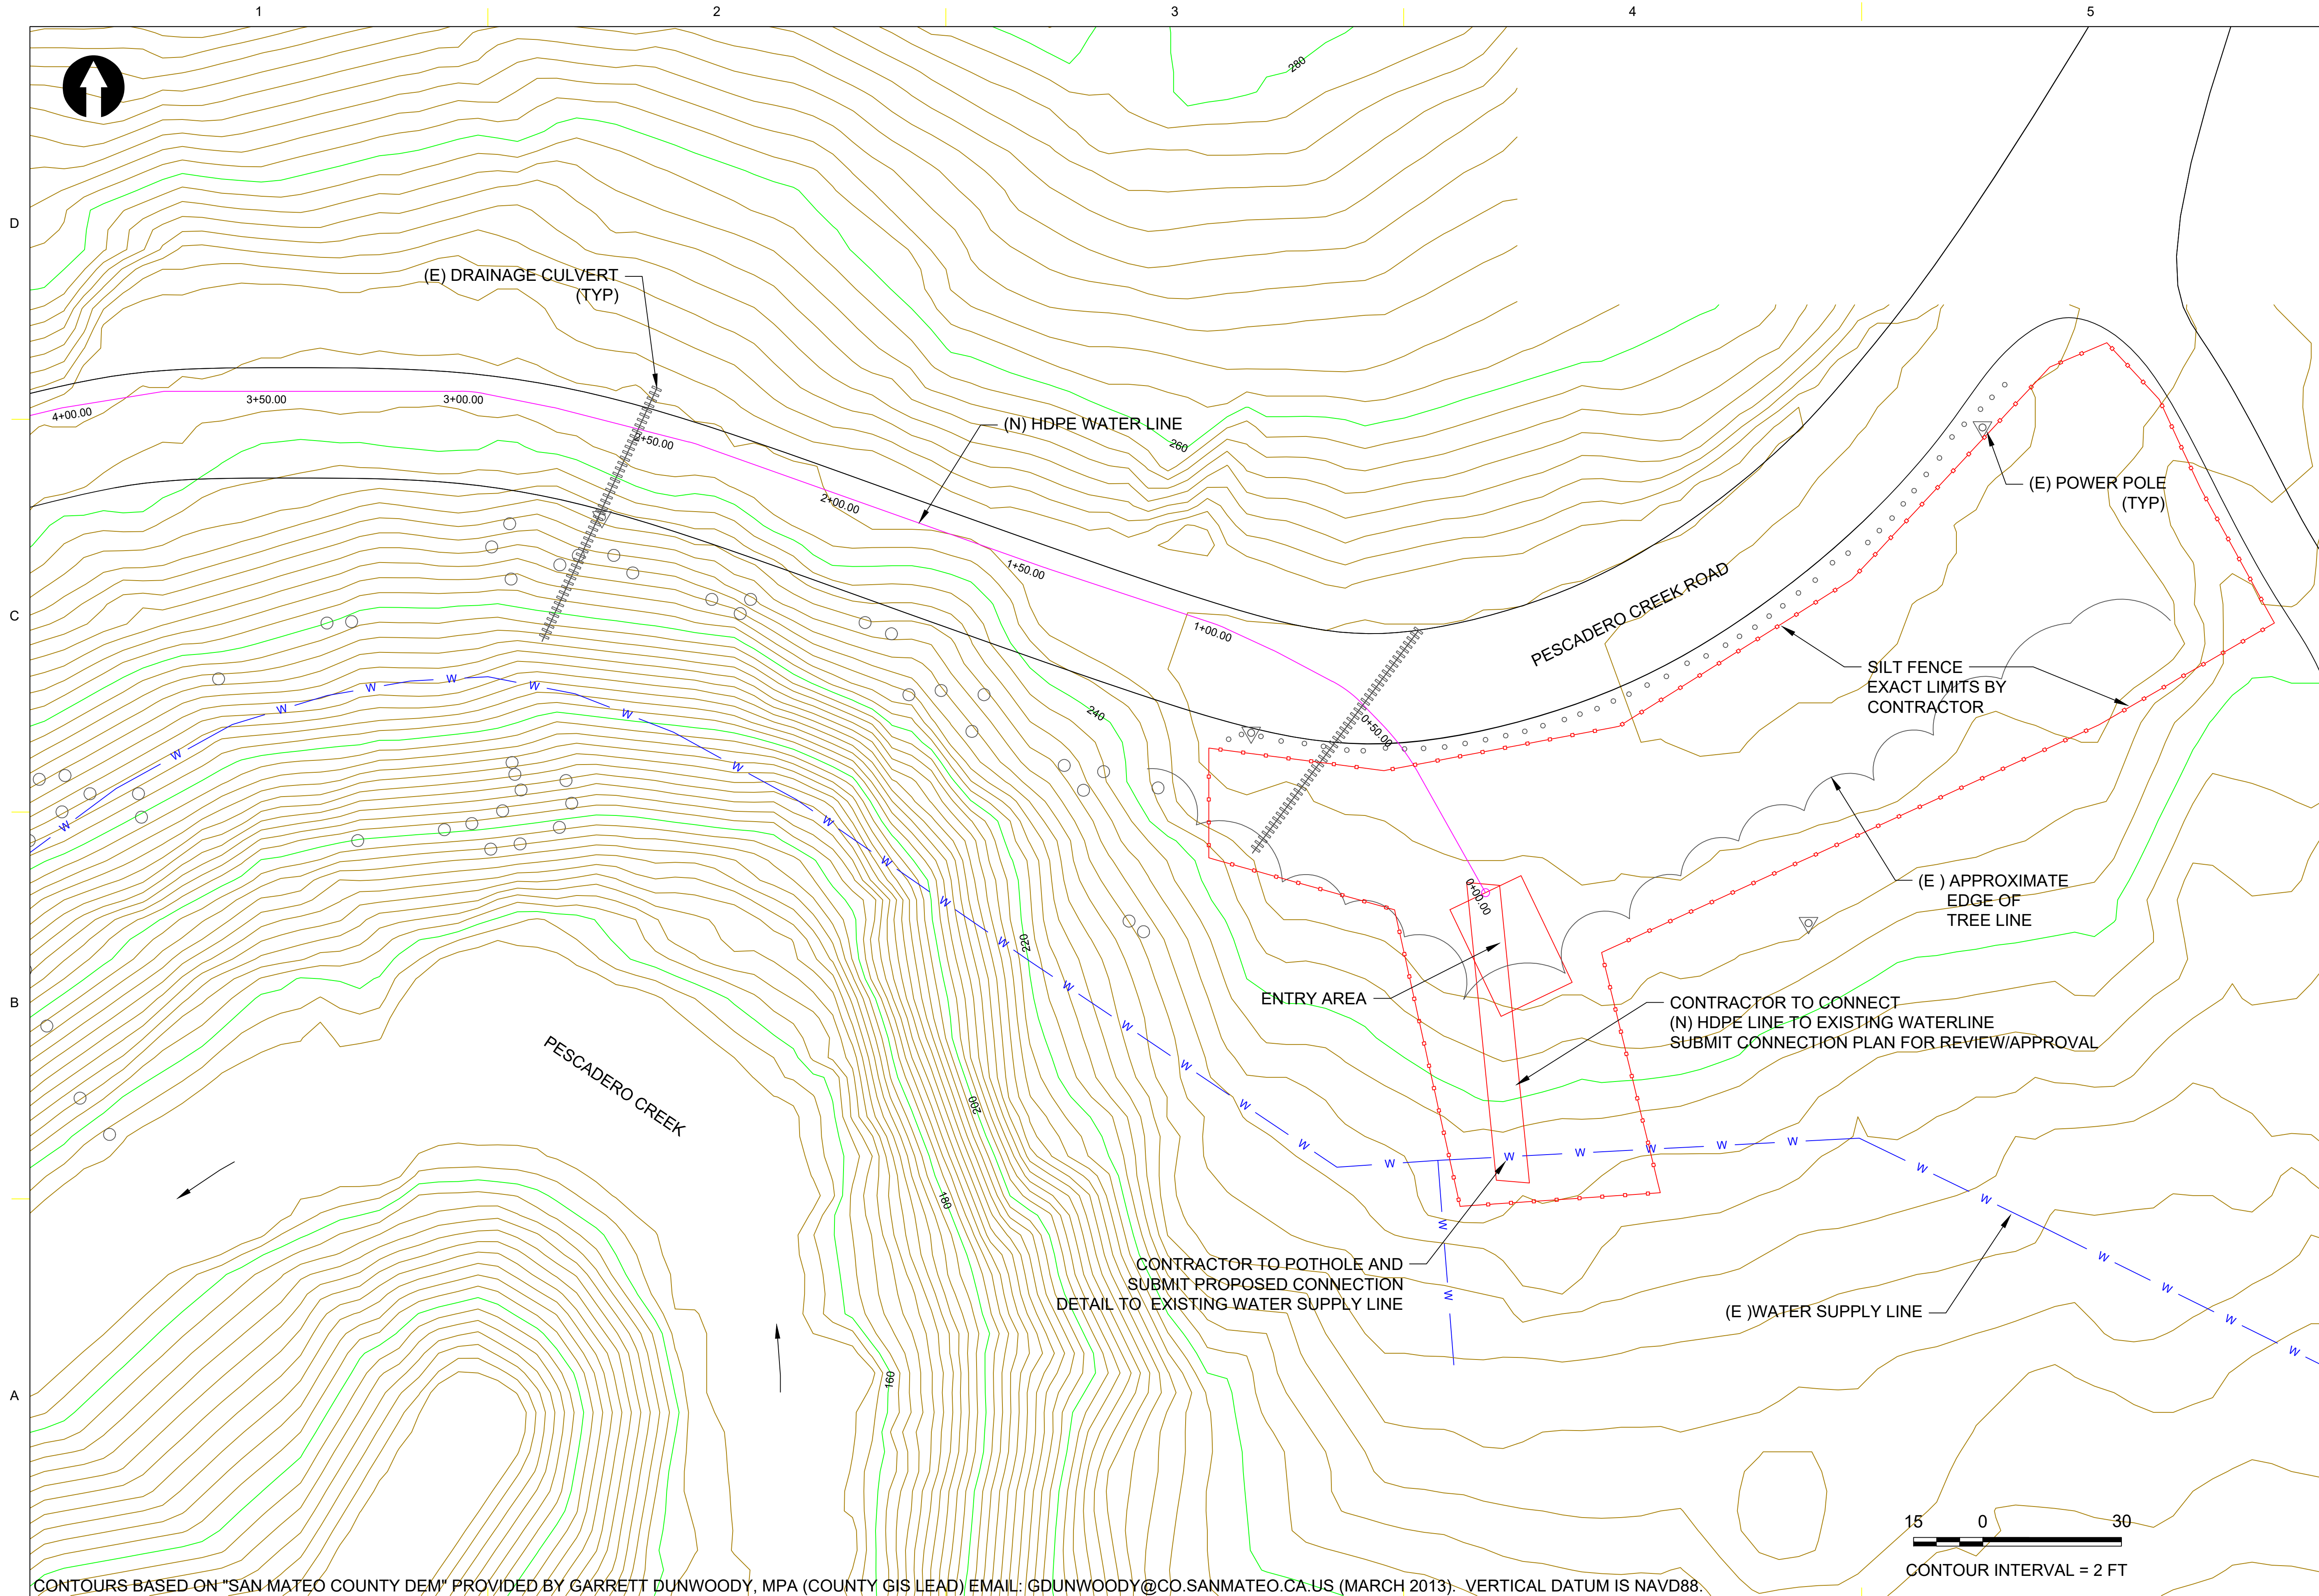 1 2 3 4 5
280
D
(E) DRAINAGE CULVERT
(TYP)
4+00.00
3+50.00
3+00.00
2+50.00
(N) HDPE WATER LINE
260
2+00.00
(E) POWER POLE
(TYP)
1+50.00
PESCADERO CREEK ROAD
C
1+00.00
SILT FENCE
EXACT LIMITS BY
CONTRACTOR
W W W W W W W W W W W W W W W W W W
240
0+50.00
0+00.00
(E ) APPROXIMATE
EDGE OF
TREE LINE
220
ENTRY AREA
B
CONTRACTOR TO CONNECT
(N) HDPE LINE TO EXISTING WATERLINE
SUBMIT CONNECTION PLAN FOR REVIEW/APPROVAL
PESCADERO CREEK
200
W W W W W W W W W W W W W
W W
180
CONTRACTOR TO POTHOLE AND
SUBMIT PROPOSED CONNECTION
DETAIL TO EXISTING WATER SUPPLY LINE
(E )WATER SUPPLY LINE
160
A
15 0 30
CONTOUR INTERVAL = 2 FT
CONTOURS BASED ON "SAN MATEO COUNTY DEM" PROVIDED BY GARRETT DUNWOODY, MPA (COUNTY GIS LEAD) EMAIL: GDUNWOODY@CO.SANMATEO.CA.US (MARCH 2013). VERTICAL DATUM IS NAVD88.